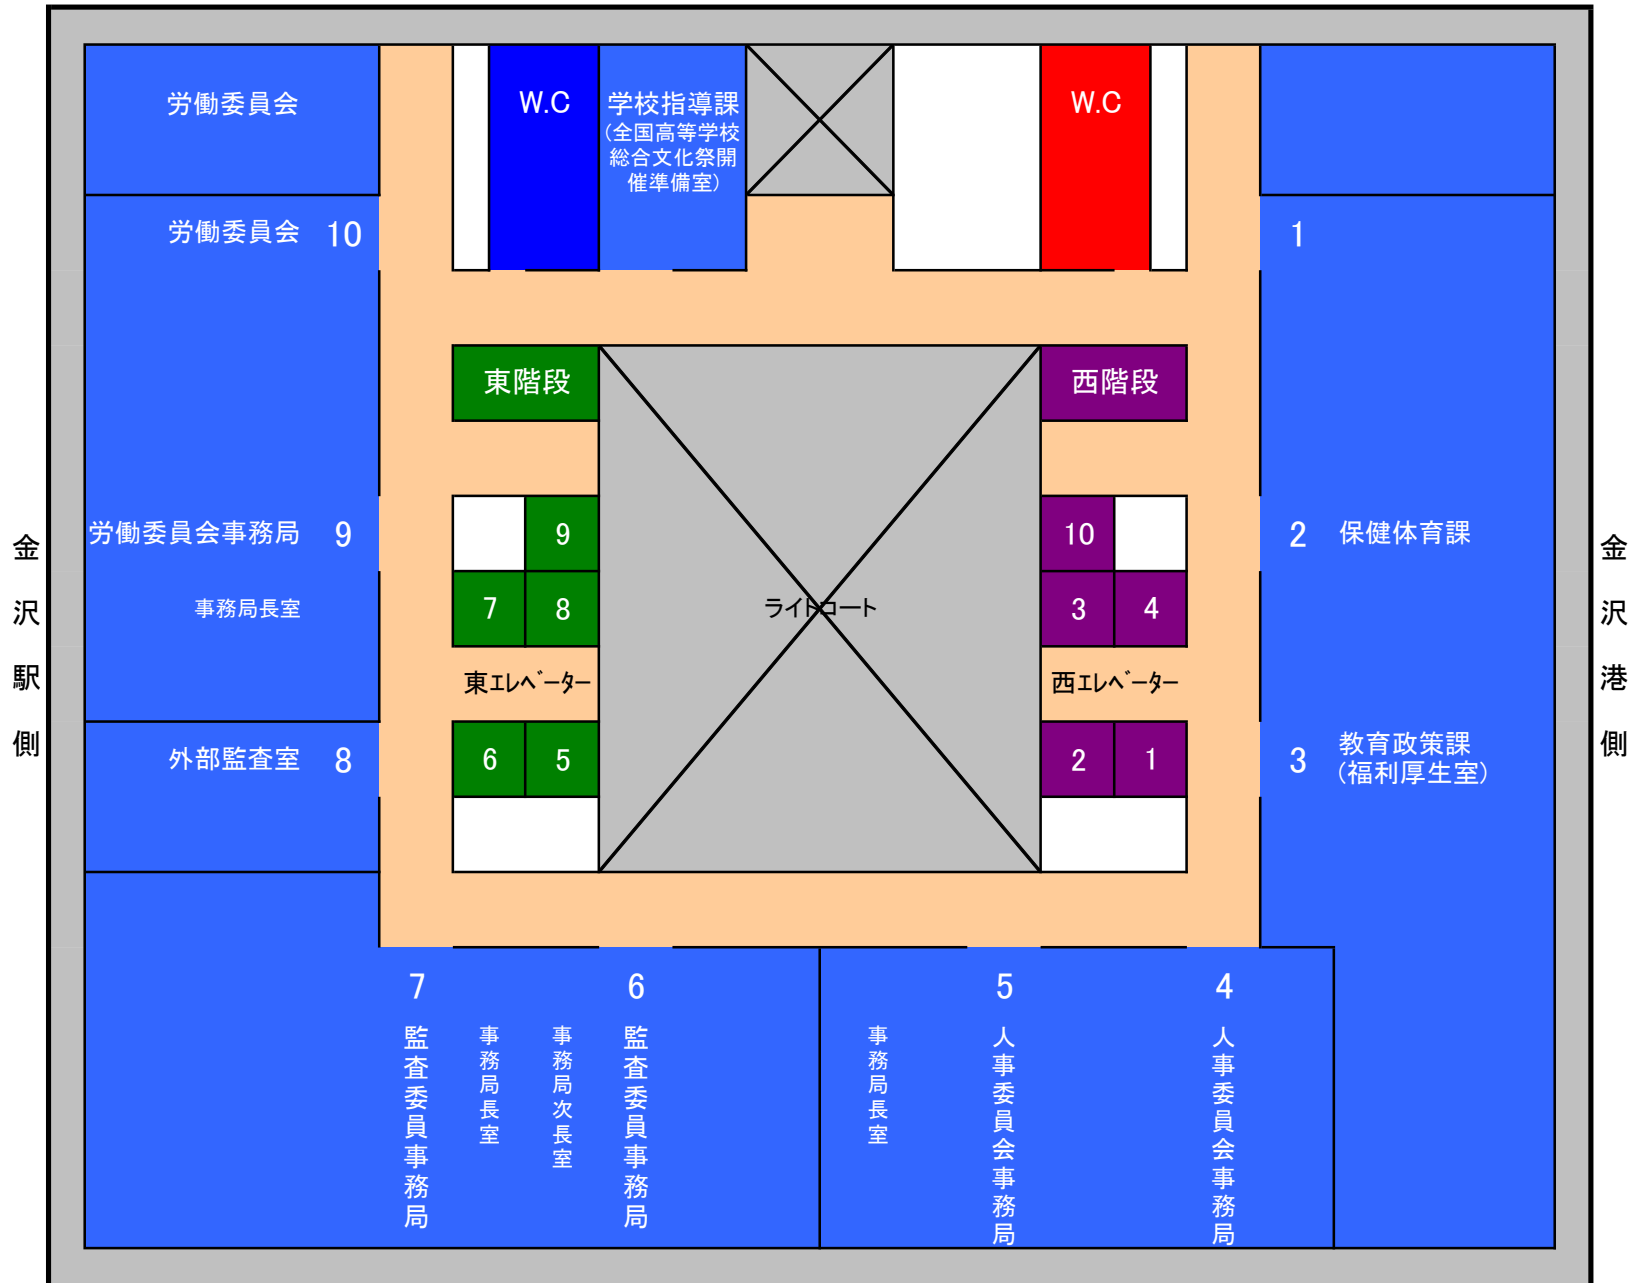 労働委員会
W.C
学校指導課
(全国高等学校
総合文化祭開
催準備室)
W.C
労働委員会 10
1
東階段
西階段
労働委員会事務局 9
9
10
2 保健体育課
事務局長室
7 8
ライトコート
3 4
東エレベーター
西エレベーター
外部監査室 8
6 5
2 1
3 教育政策課
(福利厚生室)
金沢駅側
金沢港側
7
監査委員事務局
事務局長室
事務局次長室
6
監査委員事務局
事務局長室
5
人事委員会事務局
4
人事委員会事務局